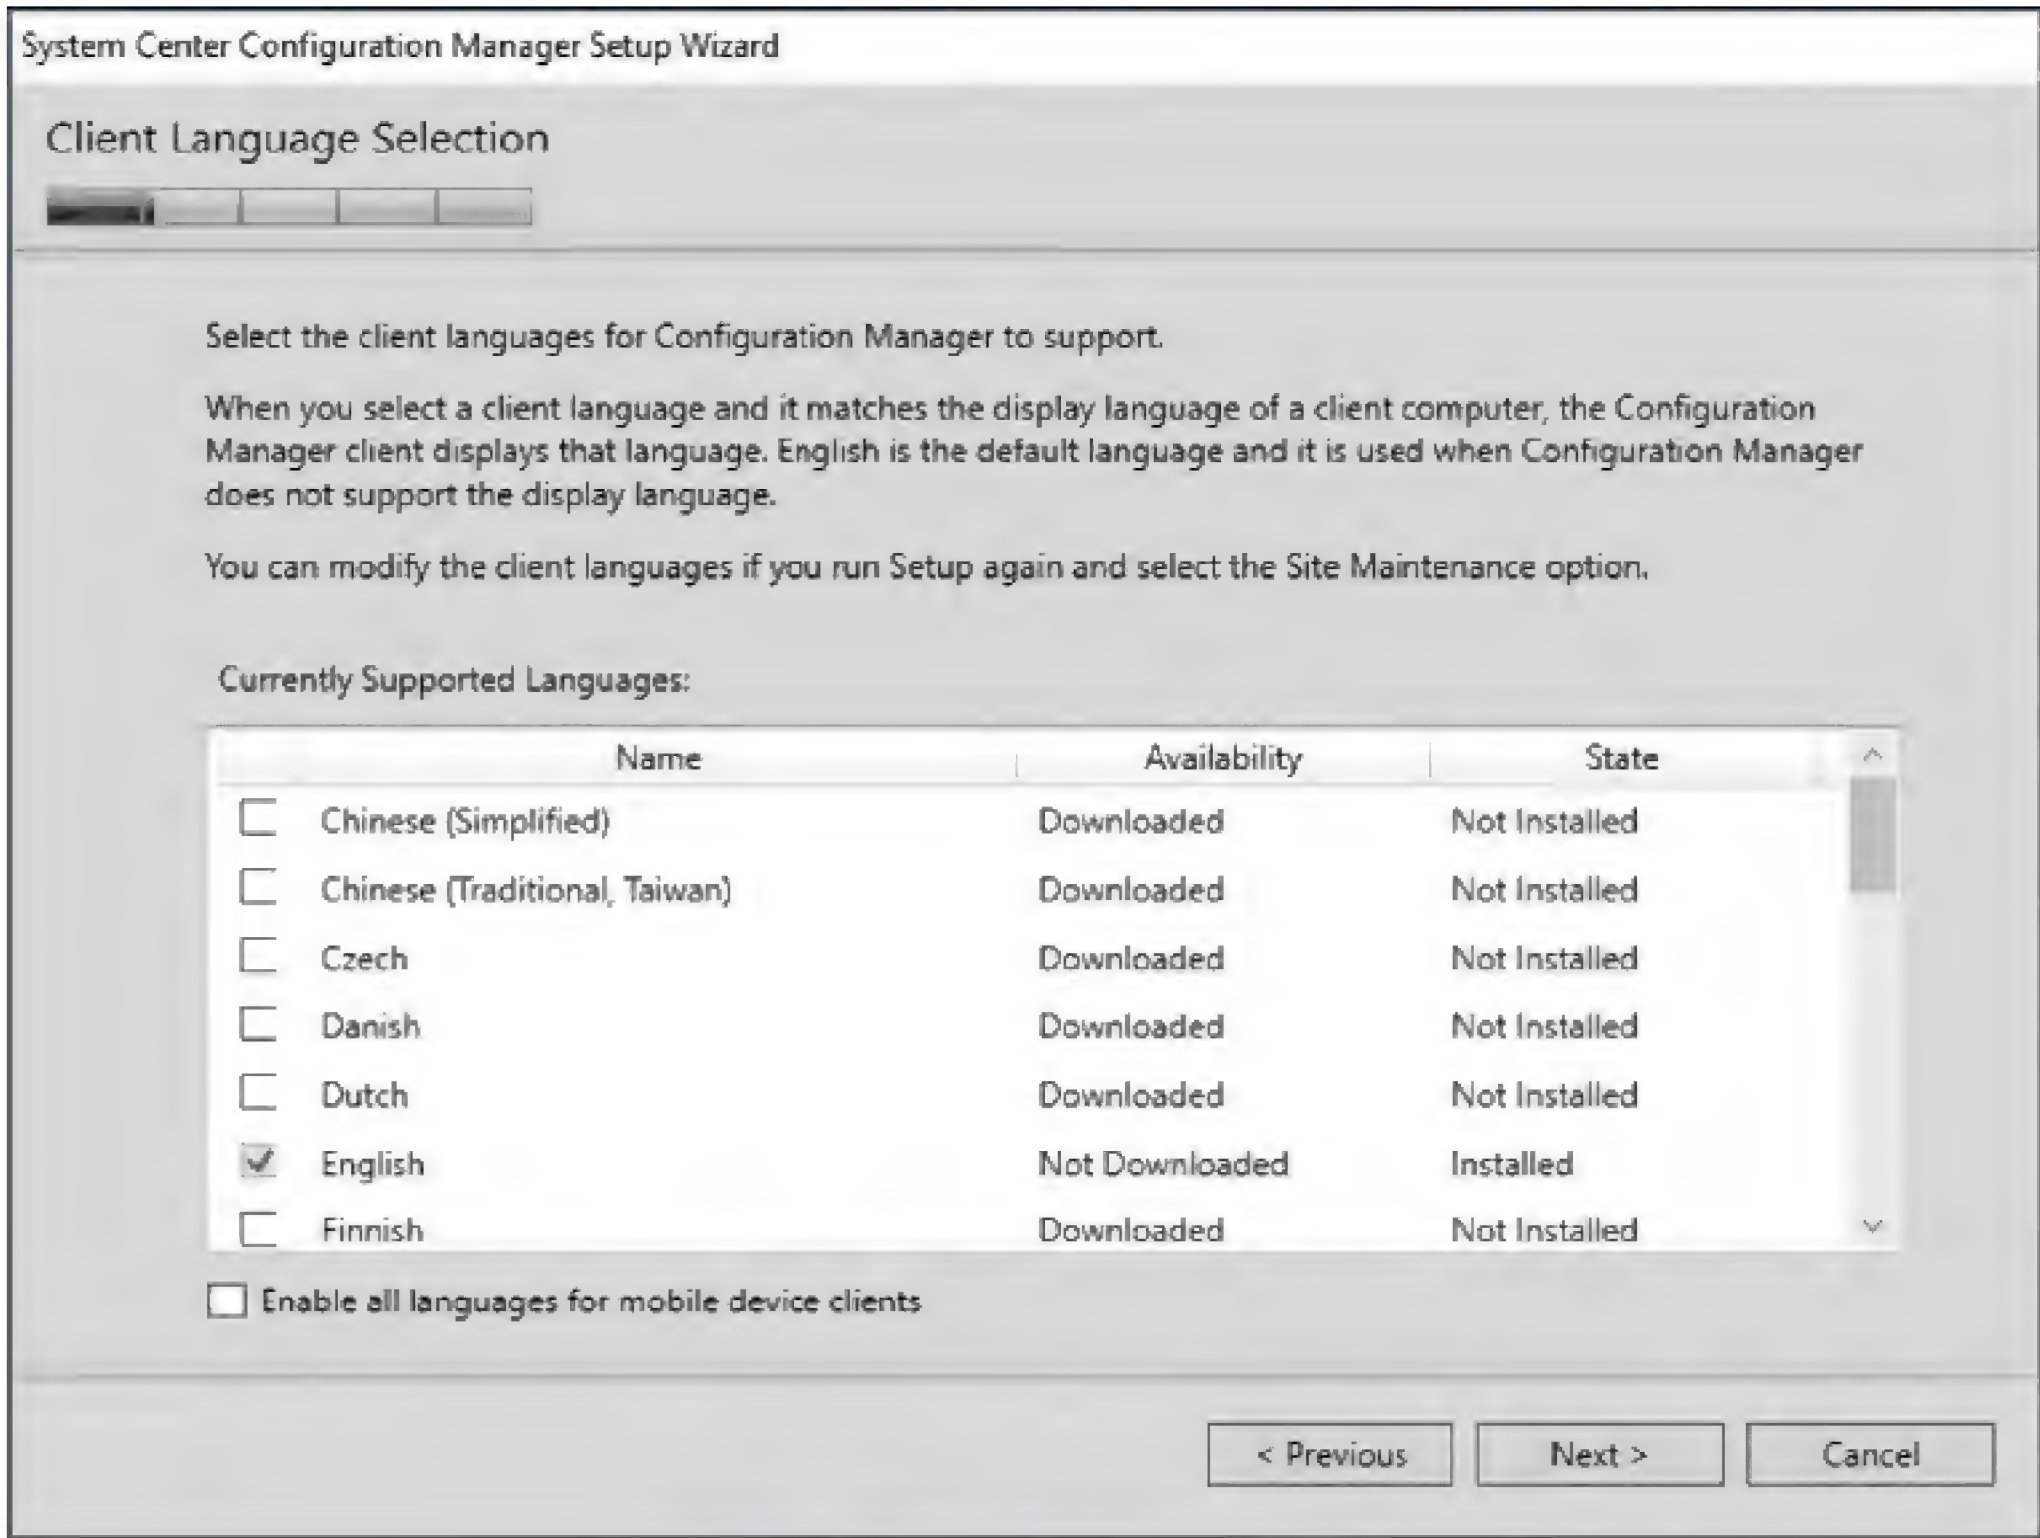 System Center Configuration Manager Setup Wizard
Client Language Selection
Select the client languages for Configuration Manager to support.
When you select a client language and it matches the display language of a client computer, the Configuration
Manager client displays that language. English is the default language and it is used when Configuration Manager
does not support the display language.
You can modify the client languages if you run Setup again and select the Site Maintenance option.
Currently Supported Languages:
Name Availability State
Chinese (Simplified) Downloaded Not Installed
Chinese (Traditional, Taiwan) Downloaded Not Installed
Czech Downloaded Not Installed
Danish Downloaded Not Installed
Dutch Downloaded Not Installed
English Not Downloaded Installed
Finnish Downloaded Not Installed
Enable all languages for mobile device clients
< Previous Next > Cancel